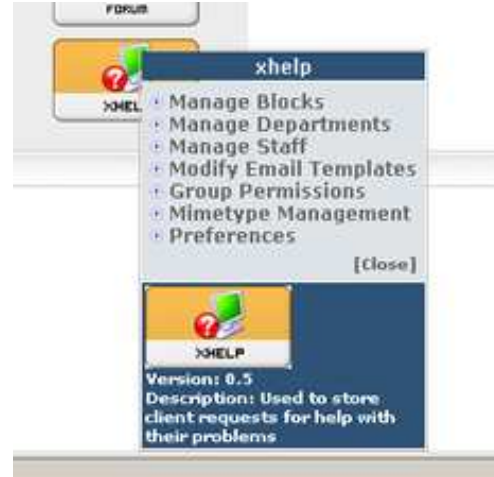 FORUM
XHEL
xhelp
Manage Blocks
Manage Departments
Manage Staff
Modify Email Templates
Group Permissions
Mimetype Management
Preferences
[Close]
XHELP
Version: 0.5
Description: Used to store
client requests for help with
their problems